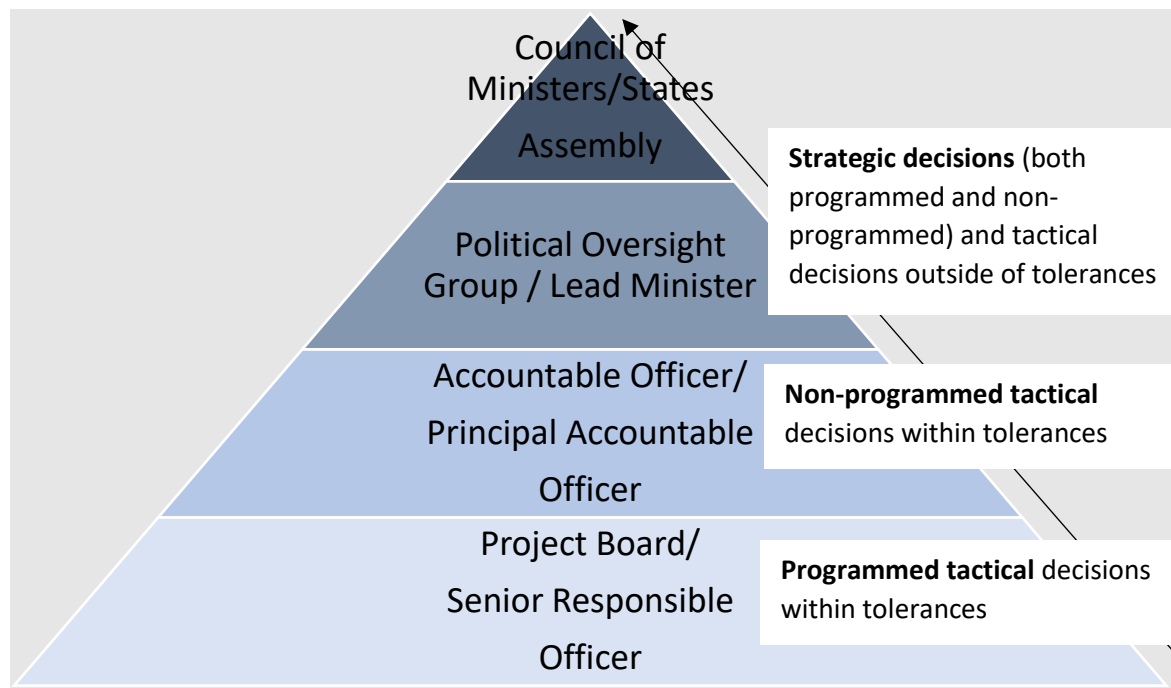 Council of
Ministers/States
Assembly
Strategic decisions (both
programmed and non-
programmed) and tactical
decisions outside of tolerances
Political Oversight
Group / Lead Minister
Accountable Officer/
Principal Accountable
Officer
Non-programmed tactical
decisions within tolerances
Project Board/
Senior Responsible
Officer
Programmed tactical decisions
within tolerances